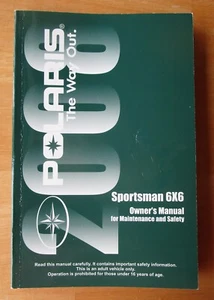 2006
POLARIS®
The Way Out.
Sportsman 6X6
Owner's Manual
for Maintenance and Safety
Read this manual carefully. It contains important safety information.
This is an adult vehicle only.
Operation is prohibited for those under 16 years of age.